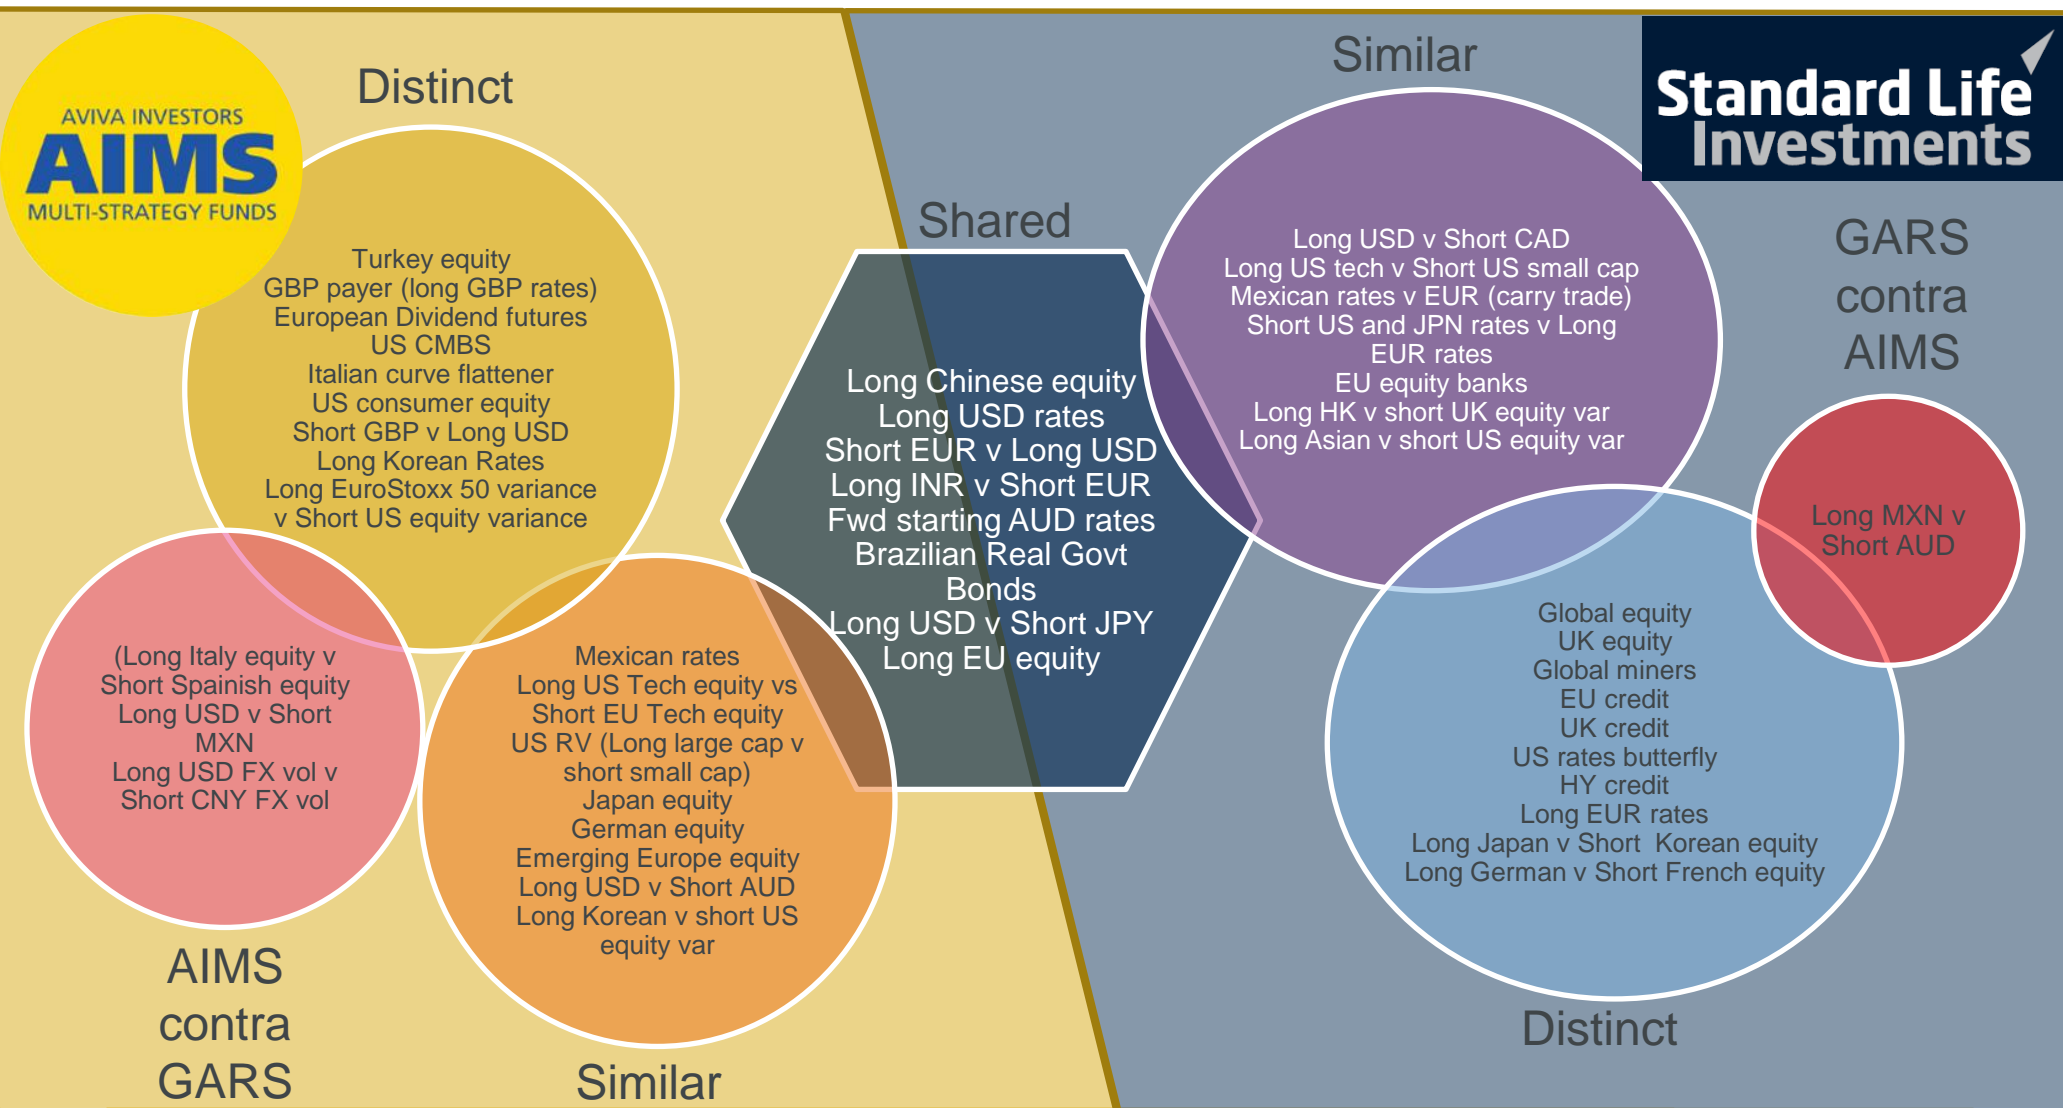 AVIVA INVESTORS
AIMS
MULTI-STRATEGY FUNDS
Distinct
Turkey equity
GBP payer (long GBP rates)
European Dividend futures
US CMBS
Italian curve flattener
US consumer equity
Short GBP v Long USD
Long Korean Rates
Long EuroStoxx 50 variance
v Short US equity variance
(Long Italy equity v
Short Spainish equity
Long USD v Short
MXN
Long USD FX vol v
Short CNY FX vol
AIMS
contra
GARS
Mexican rates
Long US Tech equity vs
Short EU Tech equity
US RV (Long large cap v
short small cap)
Japan equity
German equity
Emerging Europe equity
Long USD v Short AUD
Long Korean v short US
equity var
Similar
Shared
Long Chinese equity
Long USD rates
Short EUR v Long USD
Long INR v Short EUR
Fwd starting AUD rates
Brazilian Real Govt
Bonds
Long USD v Short JPY
Long EU equity
Similar
Long USD v Short CAD
Long US tech v Short US small cap
Mexican rates v EUR (carry trade)
Short US and JPN rates v Long
EUR rates
EU equity banks
Long HK v short UK equity var
Long Asian v short US equity var
Standard Life
Investments
GARS
contra
AIMS
Long MXN v
Short AUD
Global equity
UK equity
Global miners
EU credit
UK credit
US rates butterfly
HY credit
Long EUR rates
Long Japan v Short Korean equity
Long German v Short French equity
Distinct